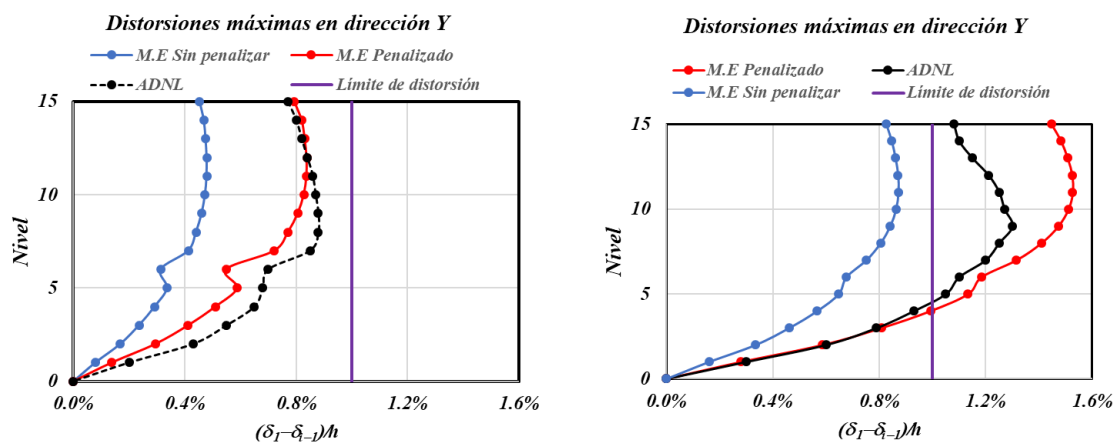 Distorsiones máximas en dirección Y
M.E Sin penalizar
M.E Penalizado
ADNL
Límite de distorsión
15
10
5
0
Nivel
0.0%
0.4%
0.8%
1.2%
1.6%
(δ1–δi−1)/h
Distorsiones máximas en dirección Y
M.E Penalizado
ADNL
M.E Sin penalizar
Límite de distorsión
15
10
5
0
Nivel
0.0%
0.4%
0.8%
1.2%
1.6%
(δ1–δi−1)/h